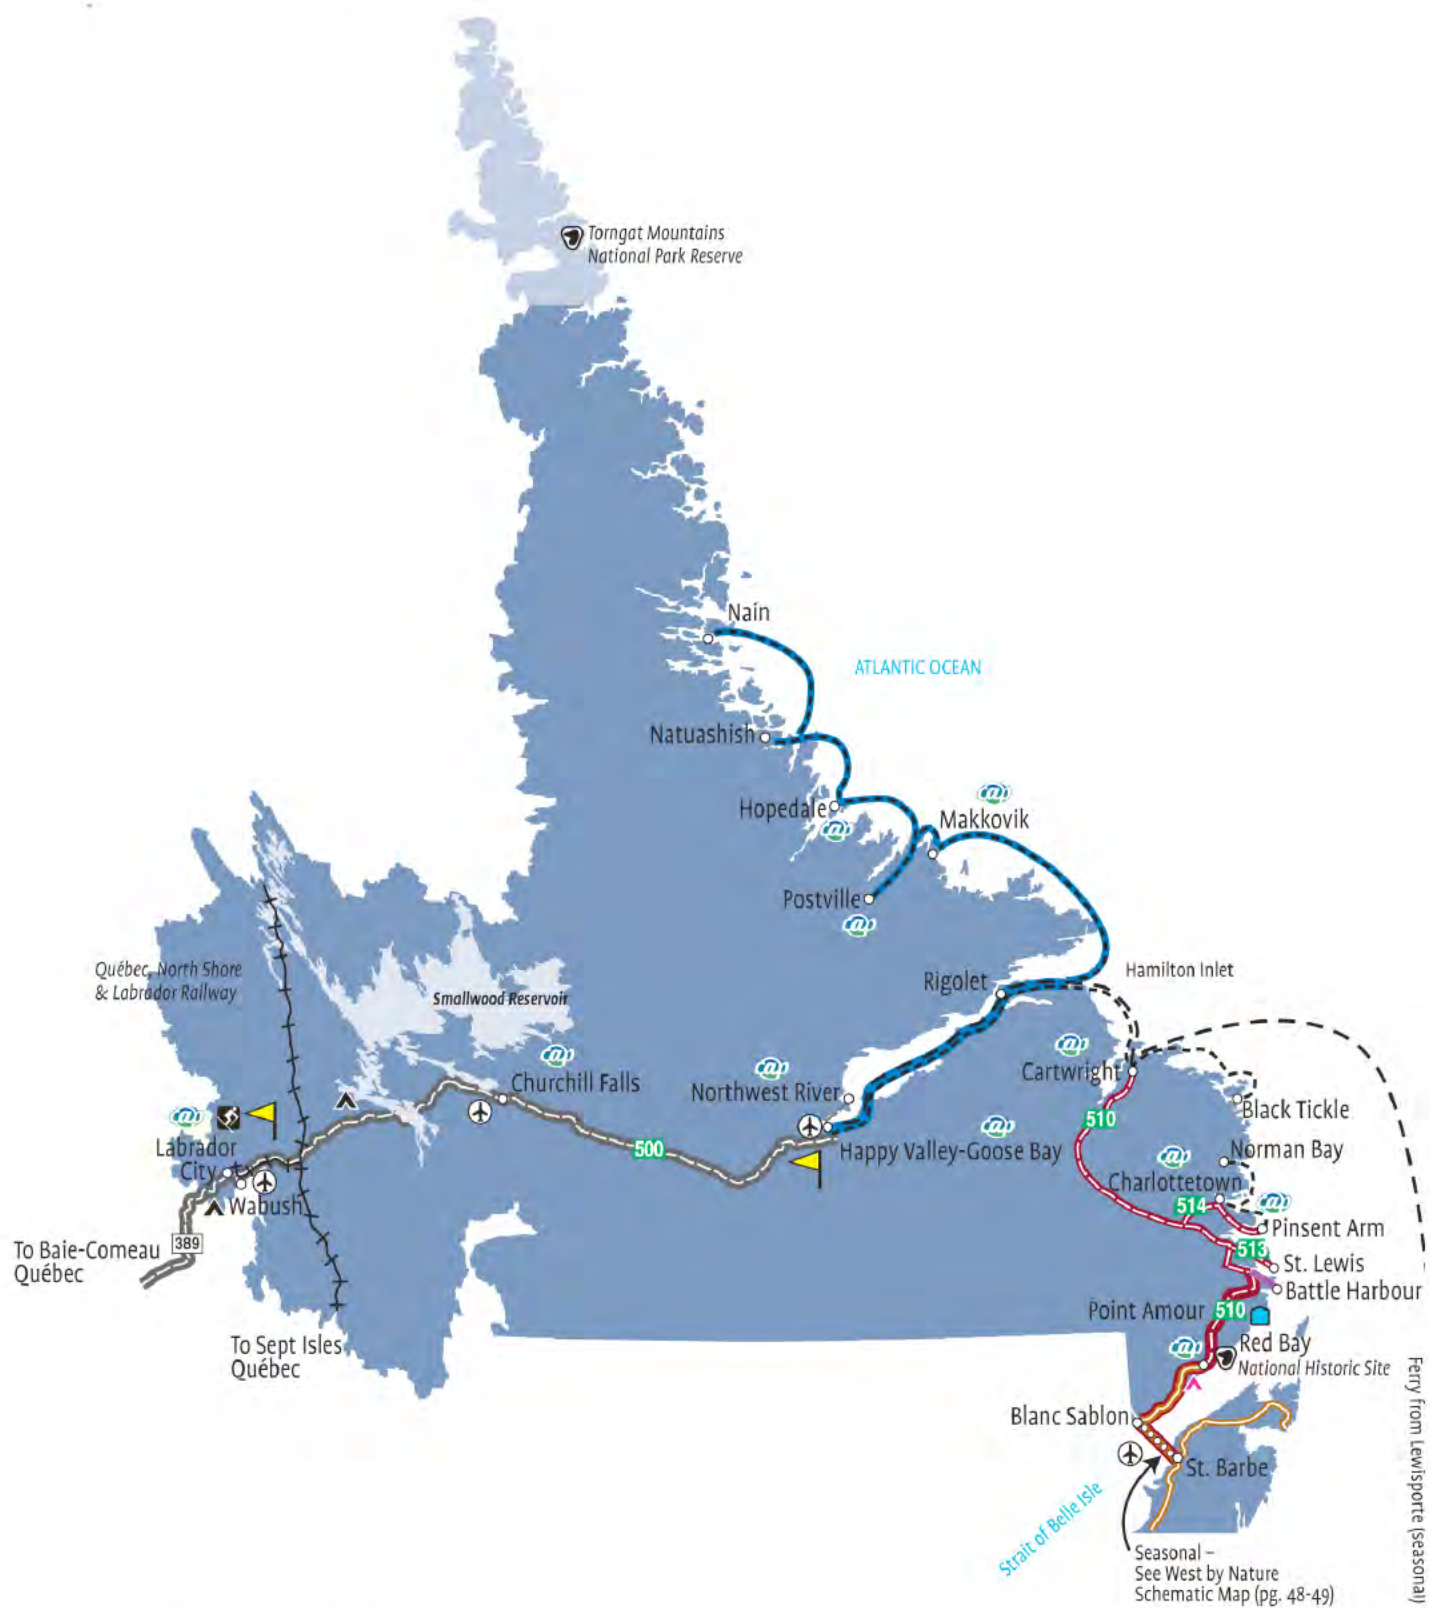 Torngat Mountains
National Park Reserve
Nain
ATLANTIC OCEAN
Natuashish
Hopedale
@
@
Makkovik
Postville
@
Québec, North Shore
& Labrador Railway
Smallwood Reservoir
Rigolet
Hamilton Inlet
@
Churchill Falls
@
Northwest River
@
Cartwright
510
Black Tickle
@
Labrador
City
Wabush
500
Happy Valley-Goose Bay
@
@
Norman Bay
Charlottetown
514
@
Pinsent Arm
389
To Baie-Comeau
Québec
513
St. Lewis
Battle Harbour
Point Amour
510
To Sept Isles
Québec
@
Red Bay
National Historic Site
Blanc Sablon
St. Barbe
Strait of Belle Isle
Ferry from Lewisporte (seasonal)
Seasonal –
See West by Nature
Schematic Map (pg. 48-49)